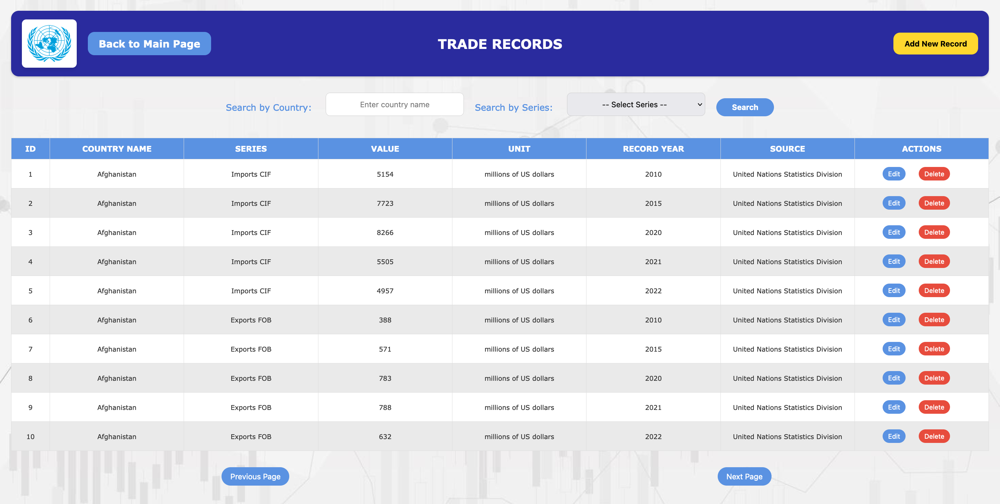 Back to Main Page
TRADE RECORDS
Add New Record
Search by Country: Enter country name Search by Series: -- Select Series -- Search
ID COUNTRY NAME SERIES VALUE UNIT RECORD YEAR SOURCE ACTIONS
1 Afghanistan Imports CIF 5154 millions of US dollars 2010 United Nations Statistics Division Edit Delete
2 Afghanistan Imports CIF 7723 millions of US dollars 2015 United Nations Statistics Division Edit Delete
3 Afghanistan Imports CIF 8266 millions of US dollars 2020 United Nations Statistics Division Edit Delete
4 Afghanistan Imports CIF 5505 millions of US dollars 2021 United Nations Statistics Division Edit Delete
5 Afghanistan Imports CIF 4957 millions of US dollars 2022 United Nations Statistics Division Edit Delete
6 Afghanistan Exports FOB 388 millions of US dollars 2010 United Nations Statistics Division Edit Delete
7 Afghanistan Exports FOB 571 millions of US dollars 2015 United Nations Statistics Division Edit Delete
8 Afghanistan Exports FOB 783 millions of US dollars 2020 United Nations Statistics Division Edit Delete
9 Afghanistan Exports FOB 788 millions of US dollars 2021 United Nations Statistics Division Edit Delete
10 Afghanistan Exports FOB 632 millions of US dollars 2022 United Nations Statistics Division Edit Delete
Previous Page Next Page